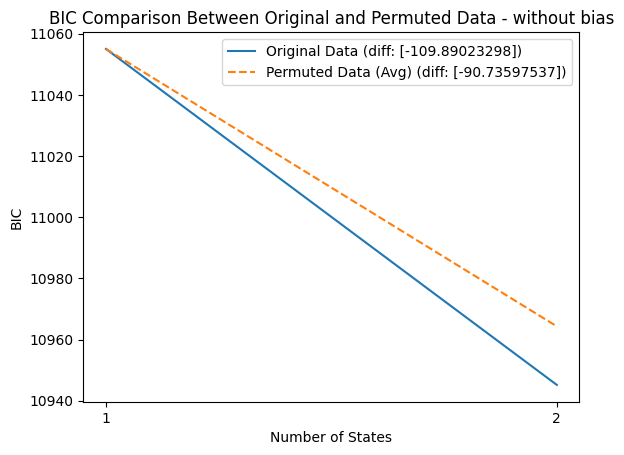 BIC Comparison Between Original and Permuted Data - without bias
Original Data (diff: [-109.89023298])
Permuted Data (Avg) (diff: [-90.73597537])
BIC
11060
11040
11020
11000
10980
10960
10940
1
2
Number of States